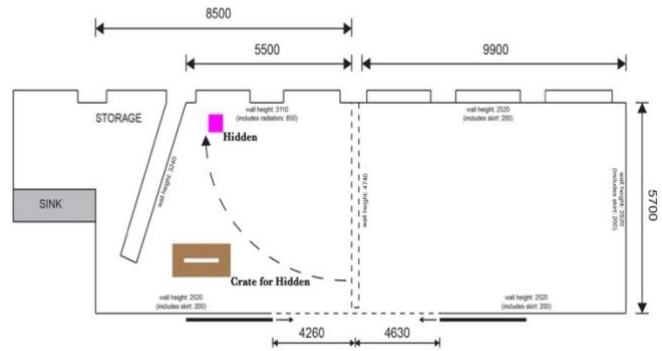 8500
5500
9900
wall height: 3110
(includes radiators: 850)
wall height: 2520
(includes skirt: 200)
STORAGE
Hidden
wall height: 3240
wall height: 4740
wall height: 2520
(includes skirt: 200)
5700
SINK
Crate for Hidden
wall height: 2520
(includes skirt: 200)
wall height: 2520
(includes skirt: 200)
4260
4630